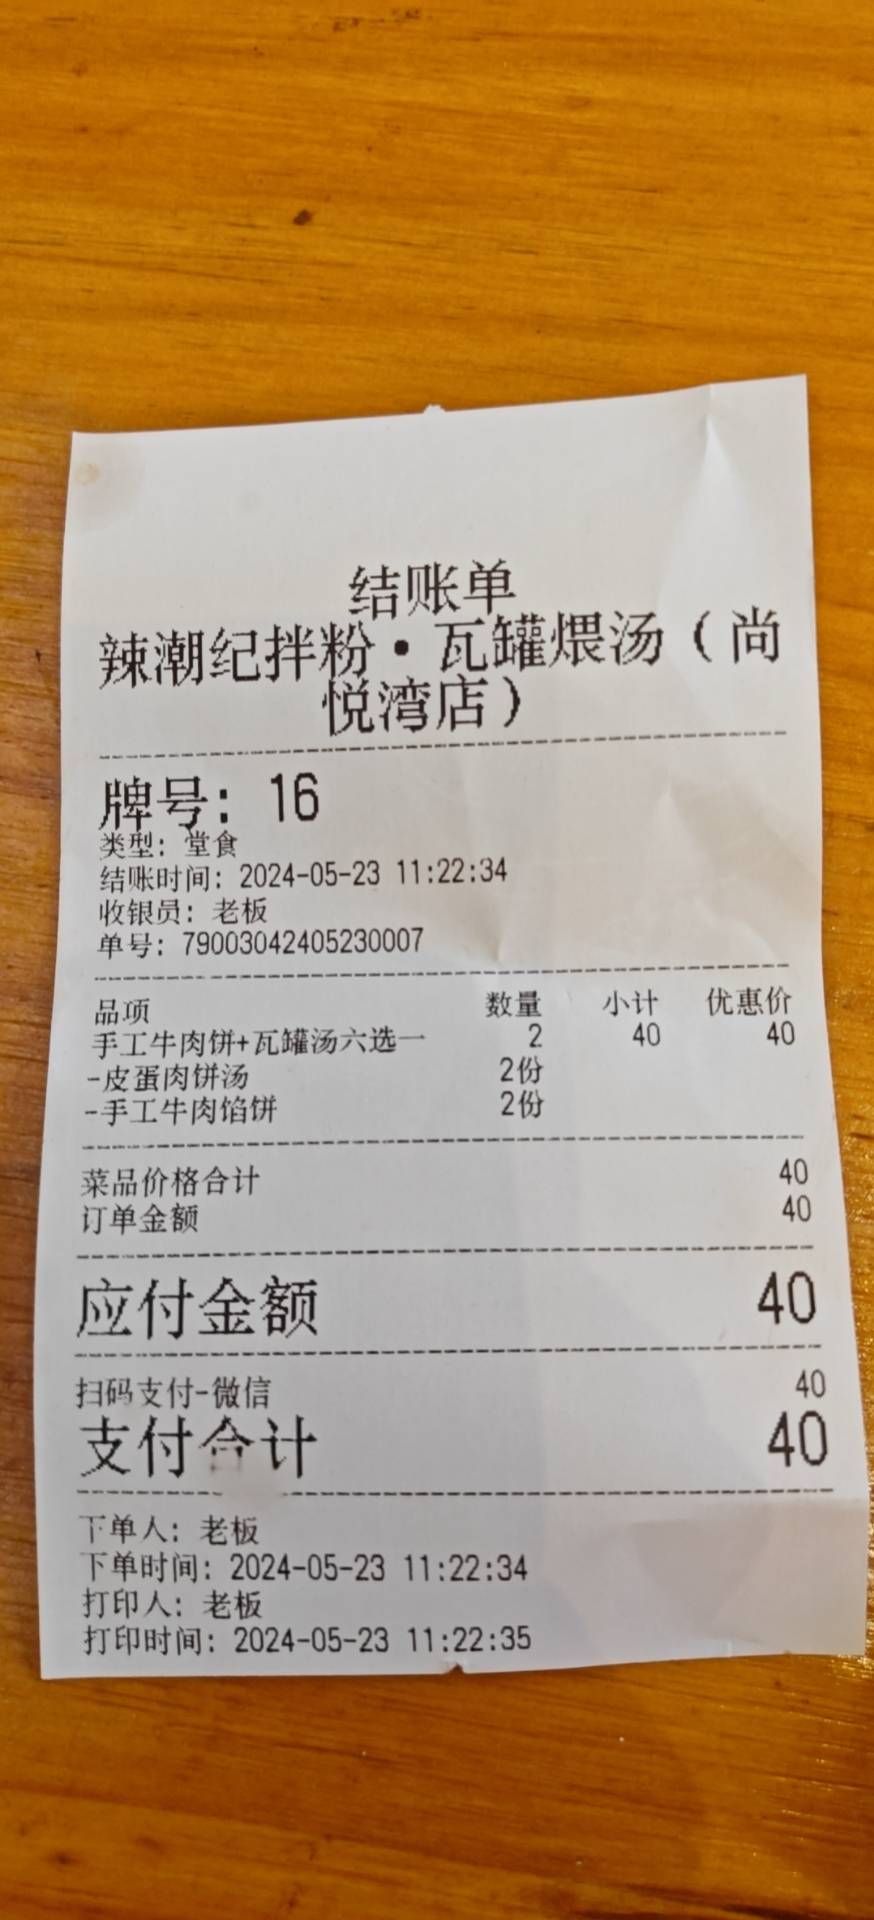 结账单
辣潮纪拌粉•瓦罐煨汤（尚
悦湾店）
牌号：16
类型：堂食
结账时间：2024-05-23 11:22:34
收银员：老板
单号：79003042405230007
品项 数量 小计 优惠价
手工牛肉饼+瓦罐汤六选一 2 40 40
-皮蛋肉饼汤 2份
-手工牛肉馅饼 2份
菜品价格合计 40
订单金额 40
应付金额 40
扫码支付-微信 40
支付合计 40
下单人：老板
下单时间：2024-05-23 11:22:34
打印人：老板
打印时间：2024-05-23 11:22:35